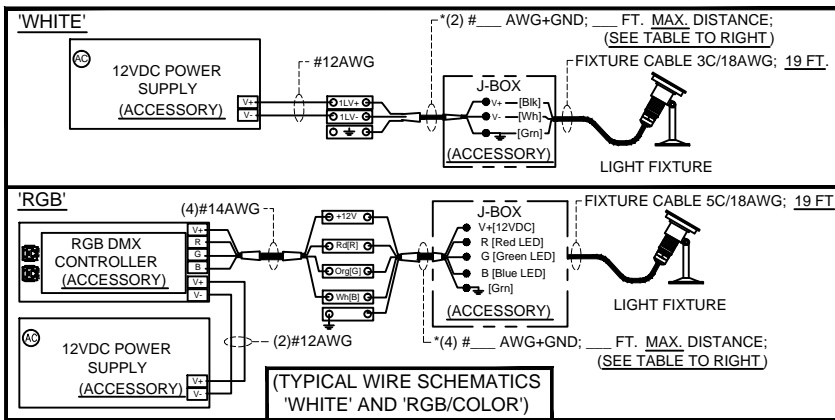 'WHITE'
*(2) #___ AWG+GND; ___ FT. MAX. DISTANCE;
(SEE TABLE TO RIGHT)
AC
12VDC POWER
SUPPLY
(ACCESSORY)
V+
V-
#12AWG
1LV+
1LV-
J-BOX
V+ [Blk]
V- [Wh]
[Grn]
(ACCESSORY)
FIXTURE CABLE 3C/18AWG; 19 FT.
LIGHT FIXTURE
'RGB'
(4)#14AWG
RGB DMX
CONTROLLER
(ACCESSORY)
V+
R
G
B
V+
V-
+12V
Rd[R]
Org[G]
Wh[B]
J-BOX
V+[12VDC]
R [Red LED]
G [Green LED]
B [Blue LED]
[Grn]
(ACCESSORY)
FIXTURE CABLE 5C/18AWG; 19 FT
LIGHT FIXTURE
AC
12VDC POWER
SUPPLY
(ACCESSORY)
V+
V-
(2)#12AWG
*(4) #___ AWG+GND; ___ FT. MAX. DISTANCE;
(SEE TABLE TO RIGHT)
(TYPICAL WIRE SCHEMATICS
'WHITE' AND 'RGB/COLOR')